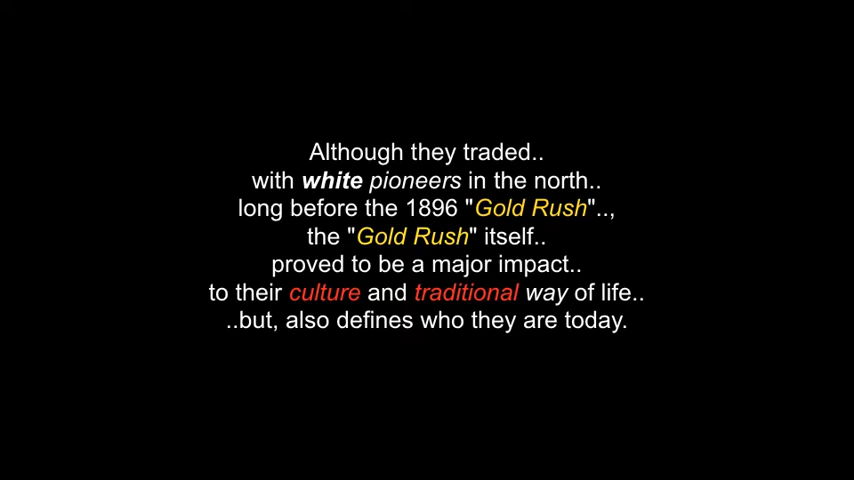 Although they traded..
with white pioneers in the north..
long before the 1896 "Gold Rush"..,
the "Gold Rush" itself..
proved to be a major impact..
to their culture and traditional way of life..
..but, also defines who they are today.